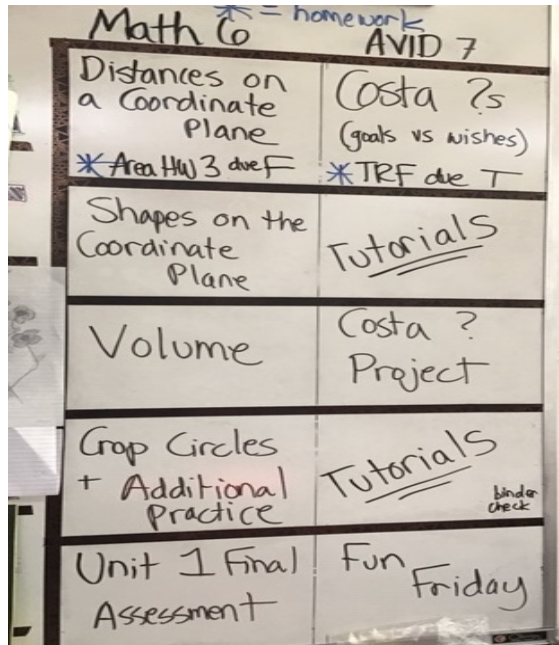 * = homework
Math 6 AVID 7
Distances on
a Coordinate
Plane
* Area HW 3 due F
Costa ?s
(goals vs wishes)
* TRF due T
Shapes on the
Coordinate
Plane
Tutorials
Volume
Costa ?
Project
Crop Circles
+ Additional
Practice
Tutorials
binder
check
Unit 1 Final
Assessment
Fun
Friday